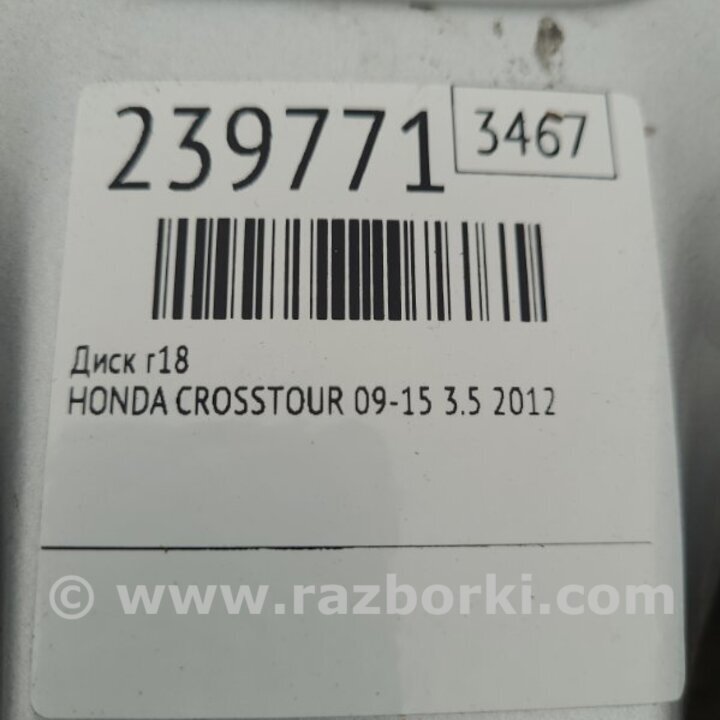 239771
3467
Диск r18
HONDA CROSSTOUR 09-15 3.5 2012
© www.razborki.com